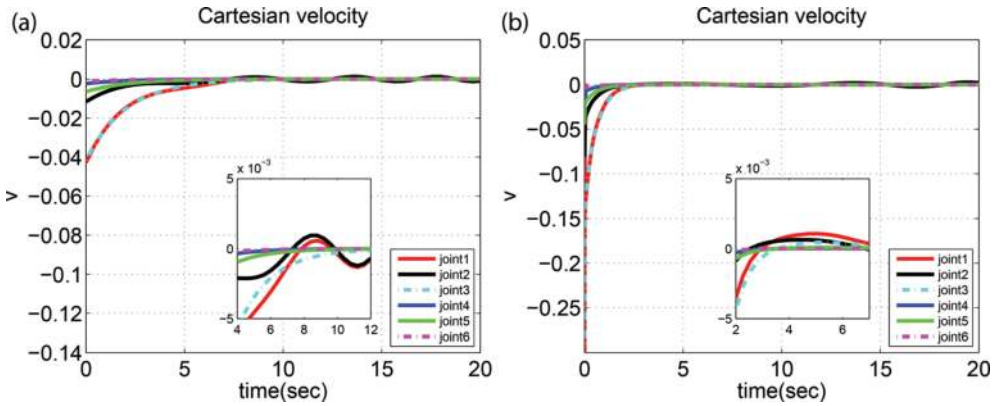 (a)
Cartesian velocity
0.02
0
−0.02
−0.04
−0.06
−0.08
−0.1
−0.12
−0.14
v
0 5 10 15 20
time(sec)
x 10⁻³
5
0
−5
4 6 8 10 12
joint1
joint2
joint3
joint4
joint5
joint6
(b)
Cartesian velocity
0.05
0
−0.05
−0.1
−0.15
−0.2
−0.25
v
0 5 10 15 20
time(sec)
x 10⁻³
5
0
−5
2 4 6
joint1
joint2
joint3
joint4
joint5
joint6